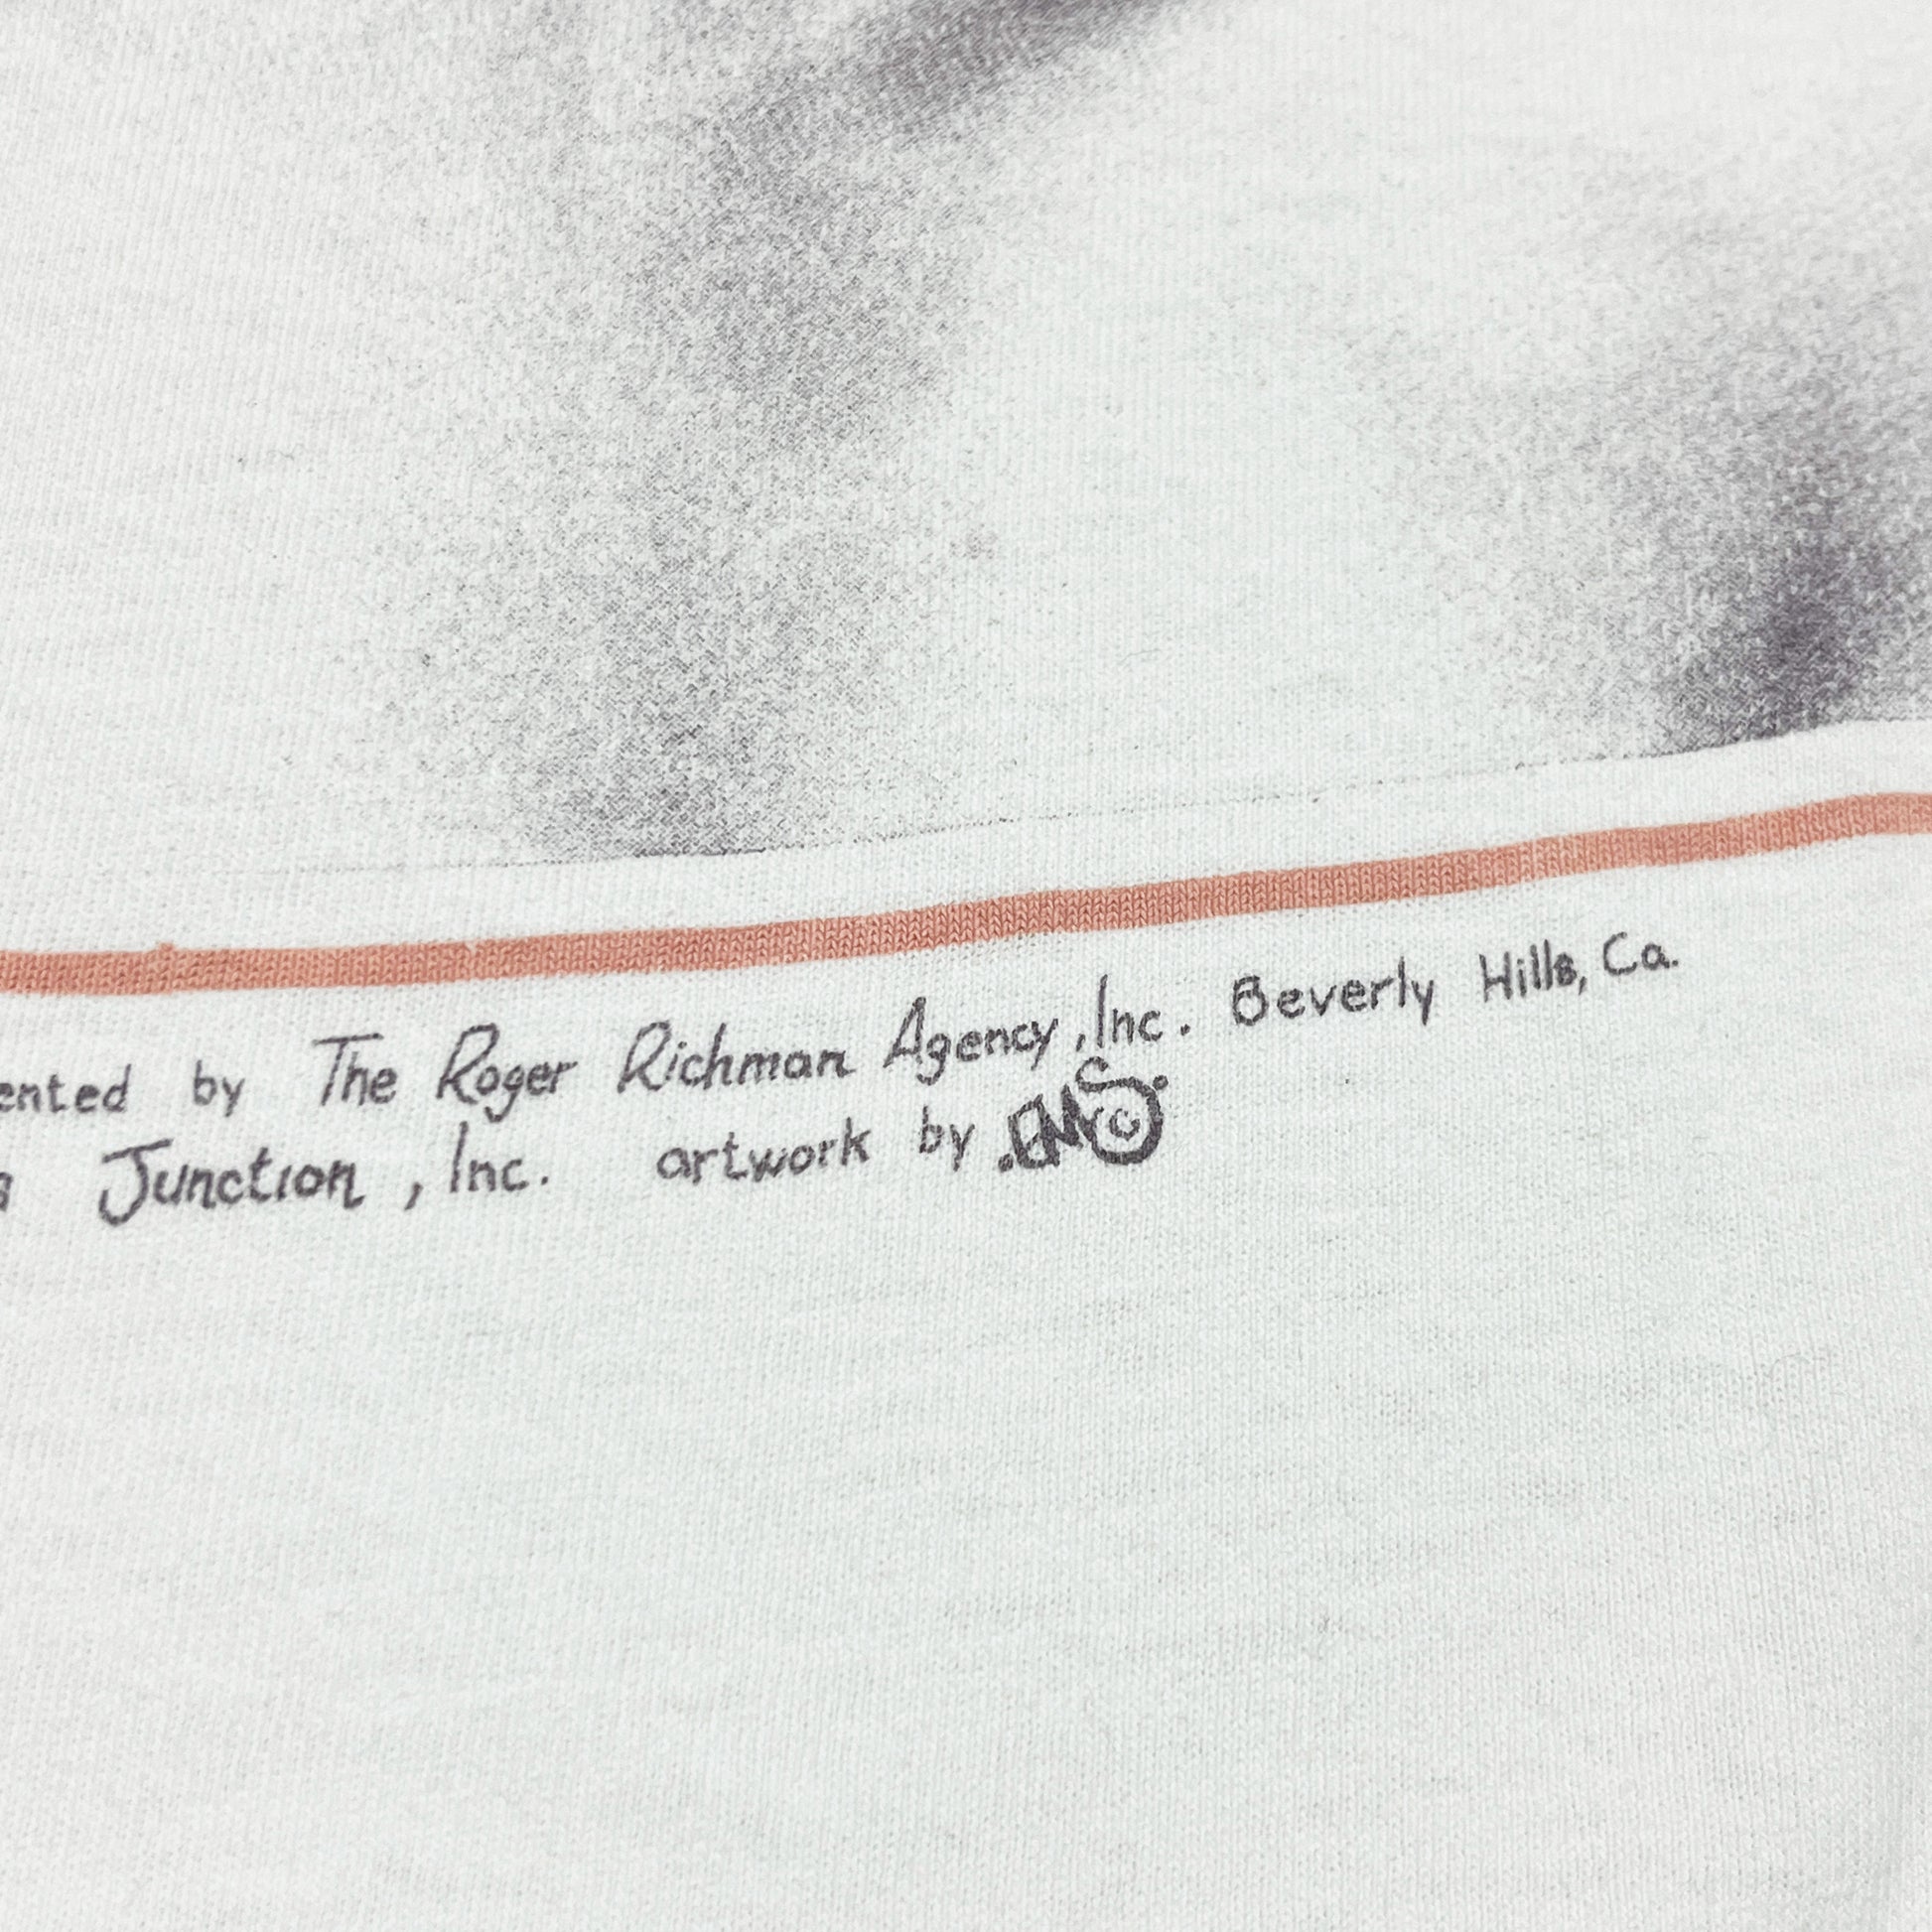 ented by The Roger Richman Agency, Inc. Beverly Hills, Ca.
Junction, Inc. artwork by